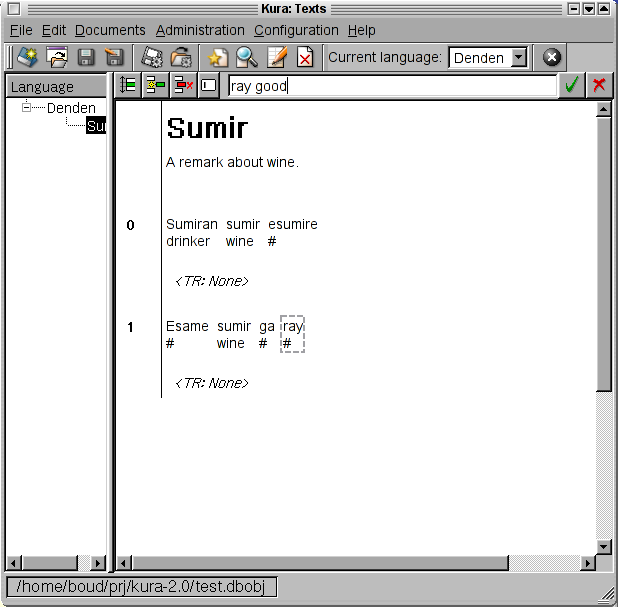 Kura: Texts
File Edit Documents Administration Configuration Help
Current language: Denden
Language
ray good
Denden
Su
Sumir
A remark about wine.
0
Sumiran sumir esumire
drinker wine #
<TR: None>
1
Esame sumir ga ray
# wine # #
<TR: None>
/home/boud/prj/kura-2.0/test.dbobj